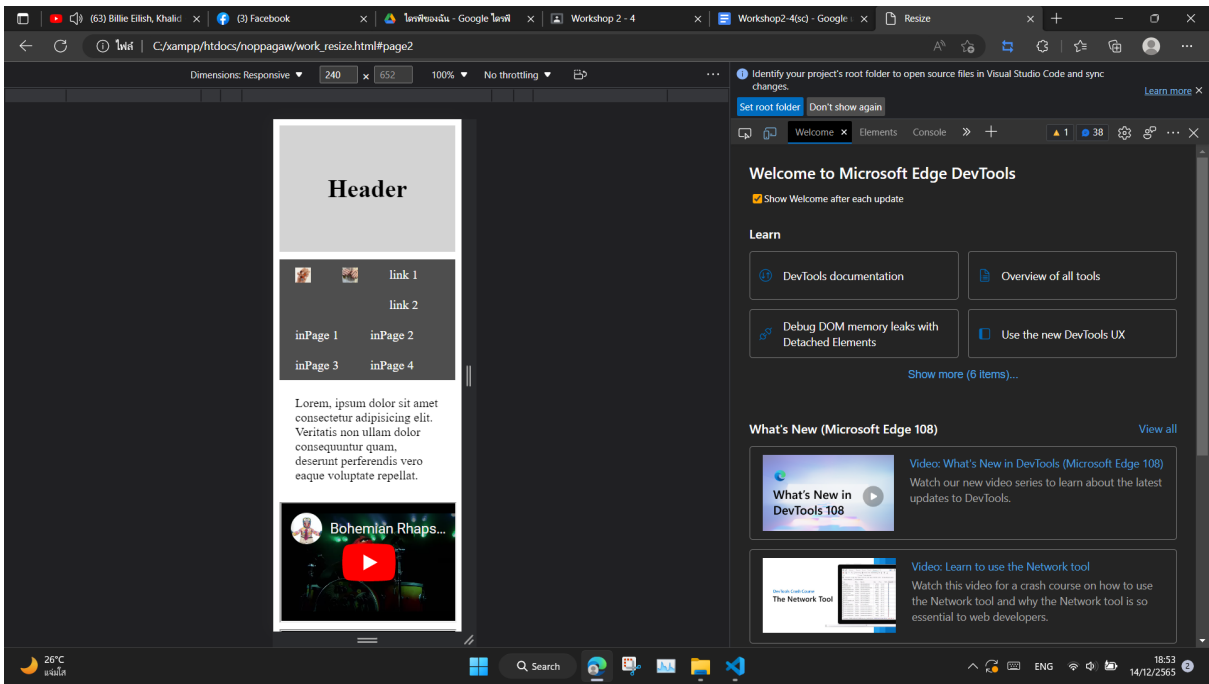 (63) Billie Eilish, Khalid
(3) Facebook
ไดรฟ์ของฉัน - Google ไดรฟ์
Workshop 2 - 4
Workshop2-4(sc) - Google
Resize
ไฟล์ C:/xampp/htdocs/noppagaw/work_resize.html#page2
Dimensions: Responsive 240 x 652 100% No throttling
Identify your project's root folder to open source files in Visual Studio Code and sync
changes.
Learn more
Set root folder Don't show again
Welcome Elements Console 1 38
Header
link 1
link 2
inPage 1 inPage 2
inPage 3 inPage 4
Lorem, ipsum dolor sit amet
consectetur adipisicing elit.
Veritatis non ullam dolor
consequuntur quam,
deserunt perferendis vero
eaque voluptate repellat.
Bohemian Rhaps...
Welcome to Microsoft Edge DevTools
Show Welcome after each update
Learn
DevTools documentation
Overview of all tools
Debug DOM memory leaks with
Detached Elements
Use the new DevTools UX
Show more (6 items)...
What's New (Microsoft Edge 108)
View all
What's New in
DevTools 108
Video: What's New in DevTools (Microsoft Edge 108)
Watch our new video series to learn about the latest
updates to DevTools.
DevTools Crash Course
The Network Tool
Video: Learn to use the Network tool
Watch this video for a crash course on how to use
the Network tool and why the Network tool is so
essential to web developers.
26°C
แจ่มใส
Search
ENG
18:53
14/12/2565
2